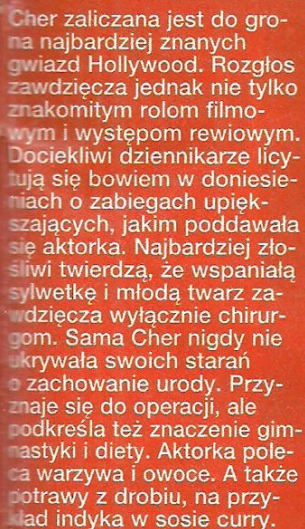 Cher zaliczana jest do gro-
na najbardziej znanych
gwiazd Hollywood. Rozgłos
zawdzięcza jednak nie tylko
znakomitym rolom filmo-
wym i występom rewiowym.
Dociekliwi dziennikarze licy-
tują się bowiem w doniesie-
niach o zabiegach upięk-
szających, jakim poddawała
się aktorka. Najbardziej zło-
śliwi twierdzą, że wspaniałą
sylwetkę i młodą twarz za-
wdzięcza wyłącznie chirur-
gom. Sama Cher nigdy nie
ukrywała swoich starań
o zachowanie urody. Przy-
znaje się do operacji, ale
podkreśla też znaczenie gim-
nastyki i diety. Aktorka pole-
ca warzywa i owoce. A także
potrawy z drobiu, na przy-
kład indyka w sosie curry.